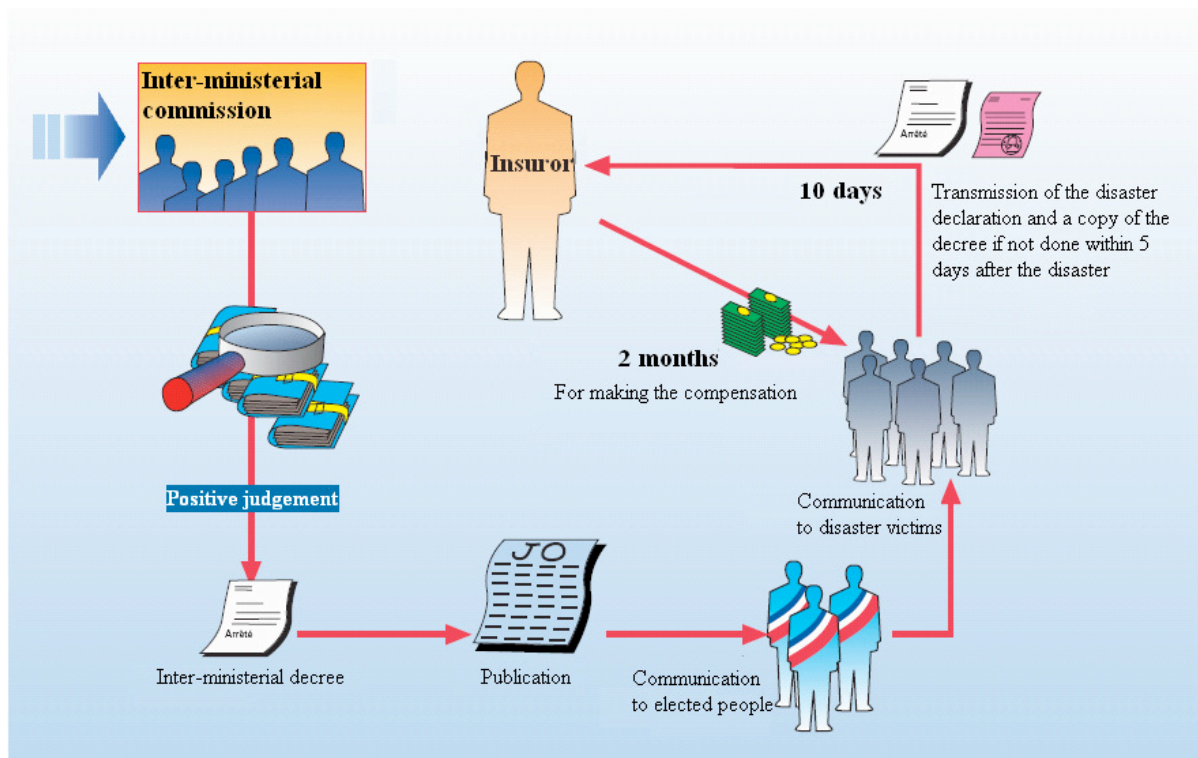 Inter-ministerial
commission
Insuror
Arrêté
10 days
Transmission of the disaster
declaration and a copy of the
decree if not done within 5
days after the disaster
2 months
For making the compensation
Positive judgement
Communication
to disaster victims
JO
Arrêté
Inter-ministerial decree
Publication
Communication
to elected people